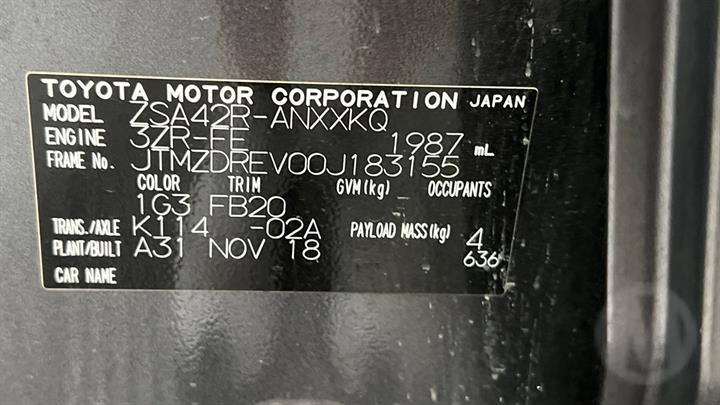 TOYOTA MOTOR CORPORATION JAPAN
MODEL ZSA42R-ANXXKQ
ENGINE 3ZR-FE 1987 mL
FRAME No. JTMZDREV00J183155
COLOR TRIM GVM(kg) OCCUPANTS
1G3 FB20
TRANS./AXLE K114 -02A PAYLOAD MASS(kg) 4
PLANT/BUILT A31 NOV 18 636
CAR NAME